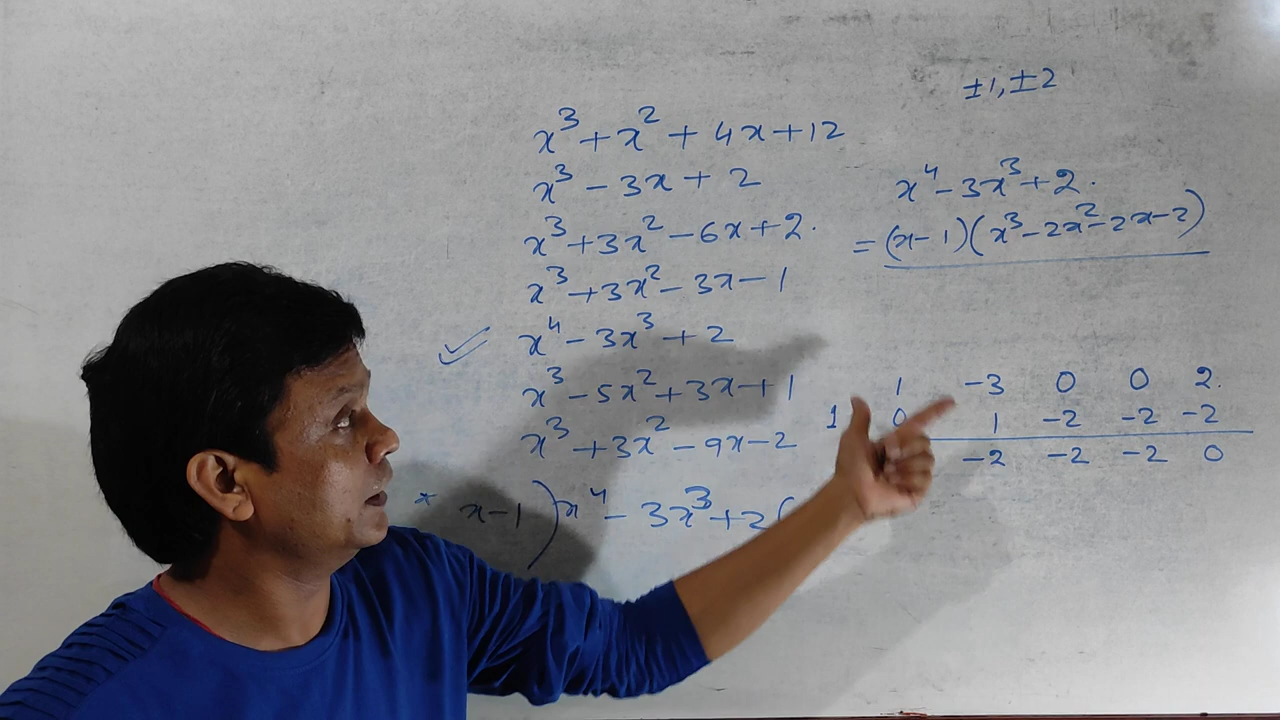 x³ + x² + 4x + 12
x³ - 3x + 2
x³ + 3x² - 6x + 2.
x³ + 3x² - 3x - 1
✓ x⁴ - 3x³ + 2
x³ - 5x² + 3x + 1
x³ + 3x² - 9x - 2
* x-1 ) x⁴ - 3x³ + 2 (
±1, ±2
x⁴ - 3x³ + 2.
= (x-1)(x³ - 2x² - 2x - 2)
1 -3 0 0 2.
1 0 1 -2 -2 -2
-2 -2 -2 0